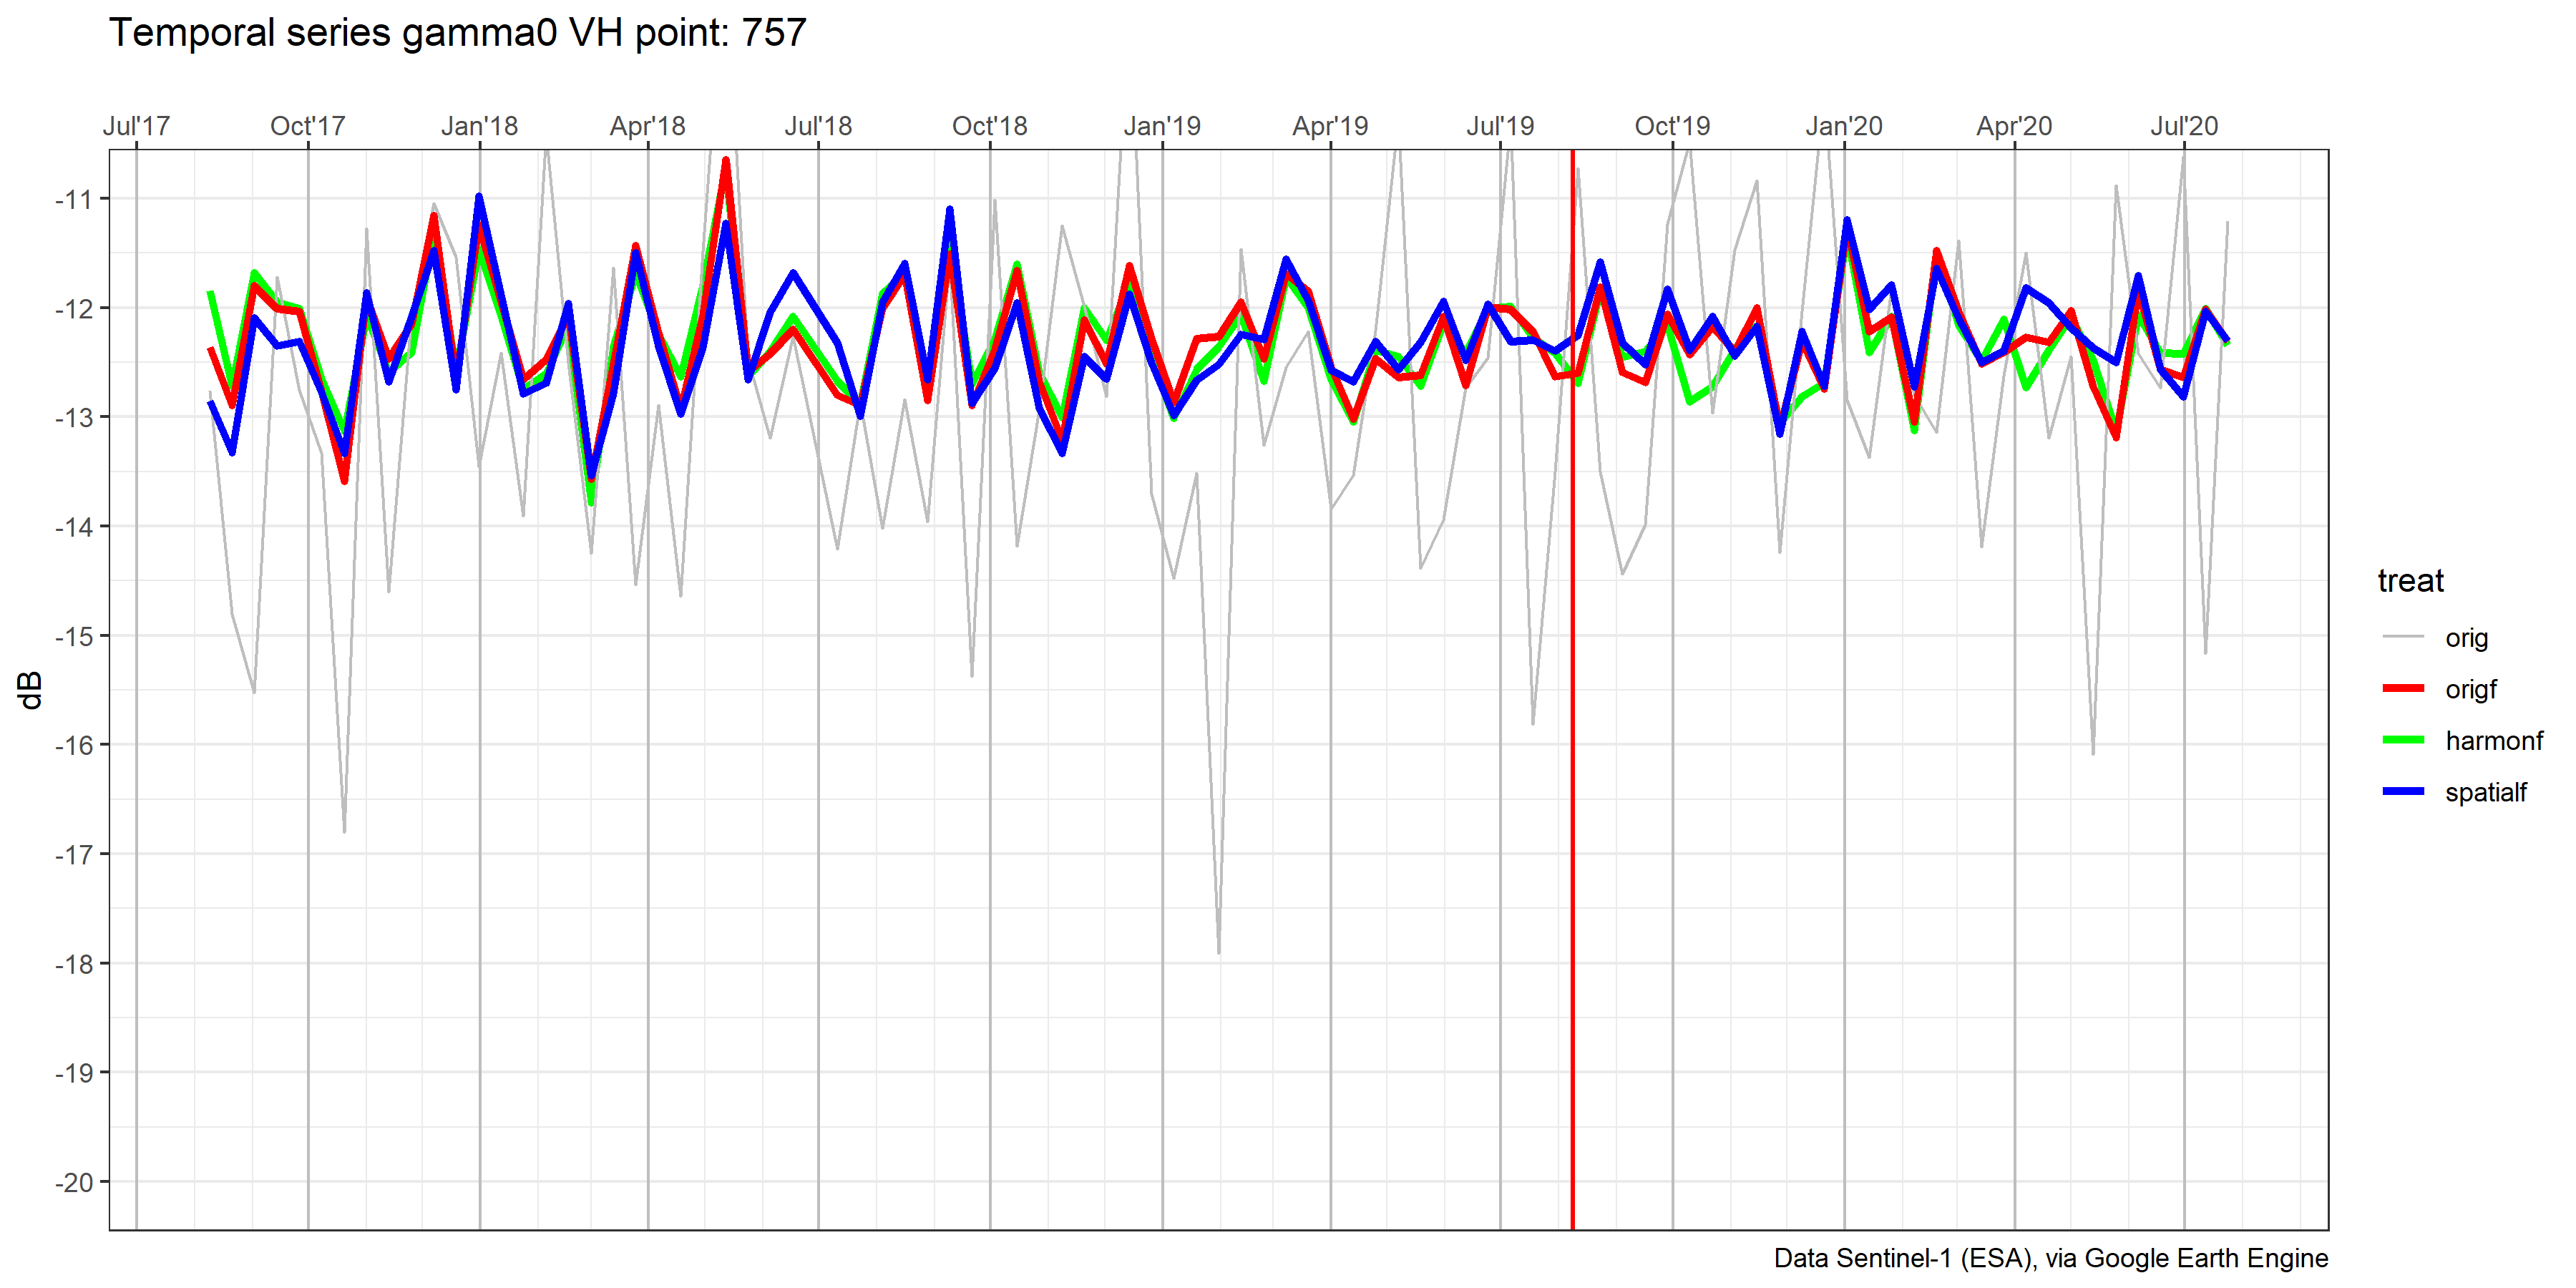 Temporal series gamma0 VH point: 757
Jul'17 Oct'17 Jan'18 Apr'18 Jul'18 Oct'18 Jan'19 Apr'19 Jul'19 Oct'19 Jan'20 Apr'20 Jul'20
-11
-12
-13
-14
-15
-16
-17
-18
-19
-20
dB
treat
orig
origf
harmonf
spatialf
Data Sentinel-1 (ESA), via Google Earth Engine